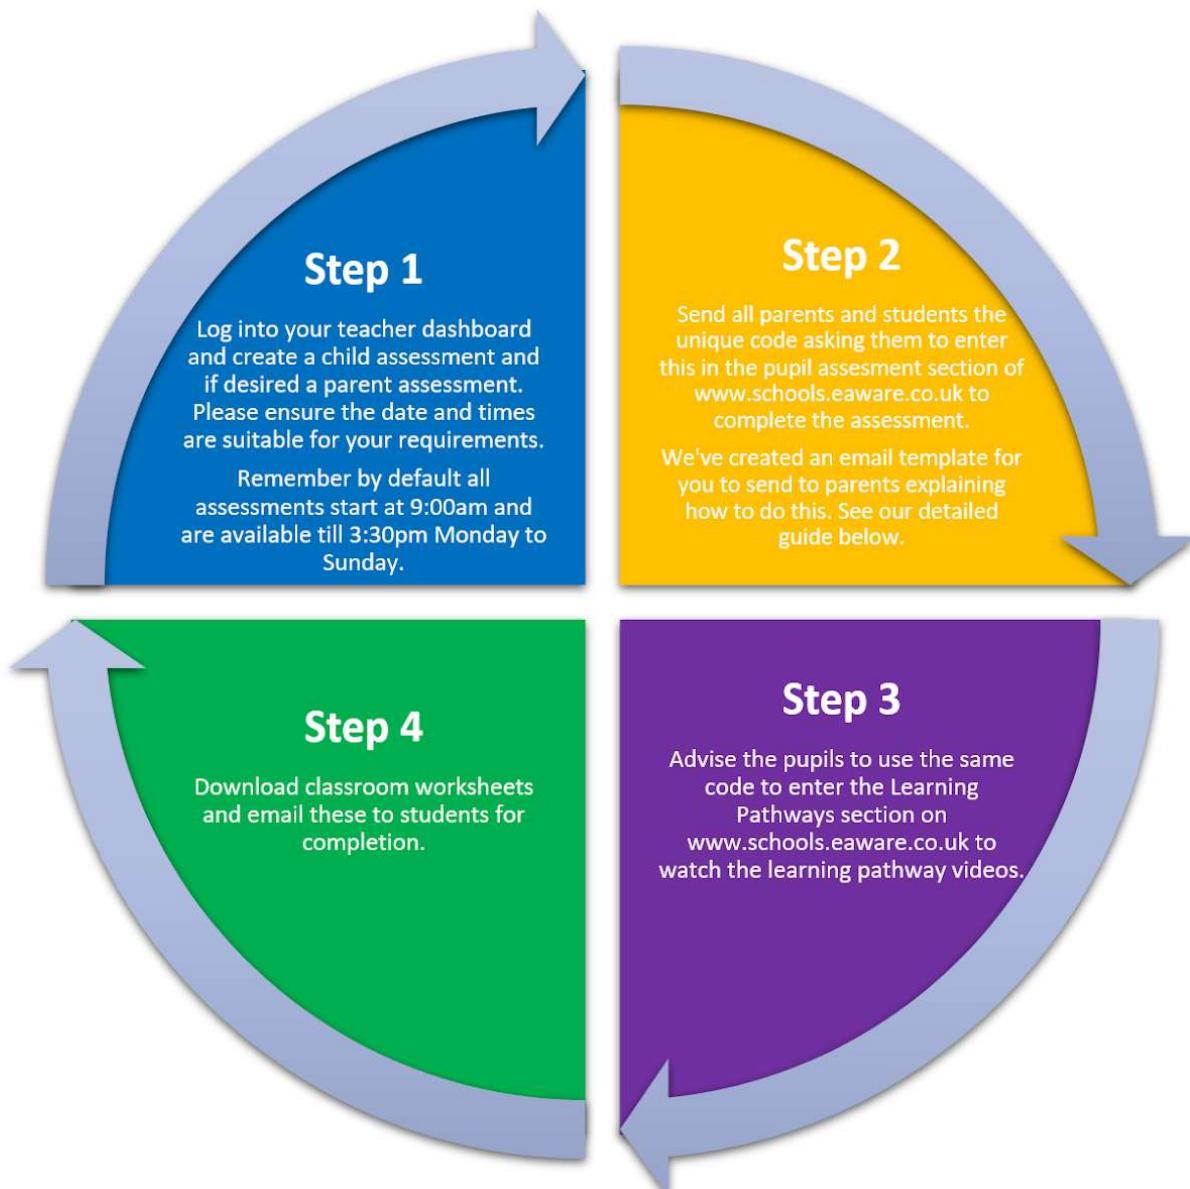 Step 1
Log into your teacher dashboard
and create a child assessment and
if desired a parent assessment.
Please ensure the date and times
are suitable for your requirements.
Remember by default all
assessments start at 9:00am and
are available till 3:30pm Monday to
Sunday.
Step 2
Send all parents and students the
unique code asking them to enter
this in the pupil assesment section of
www.schools.eaware.co.uk to
complete the assessment.
We've created an email template for
you to send to parents explaining
how to do this. See our detailed
guide below.
Step 3
Advise the pupils to use the same
code to enter the Learning
Pathways section on
www.schools.eaware.co.uk to
watch the learning pathway videos.
Step 4
Download classroom worksheets
and email these to students for
completion.